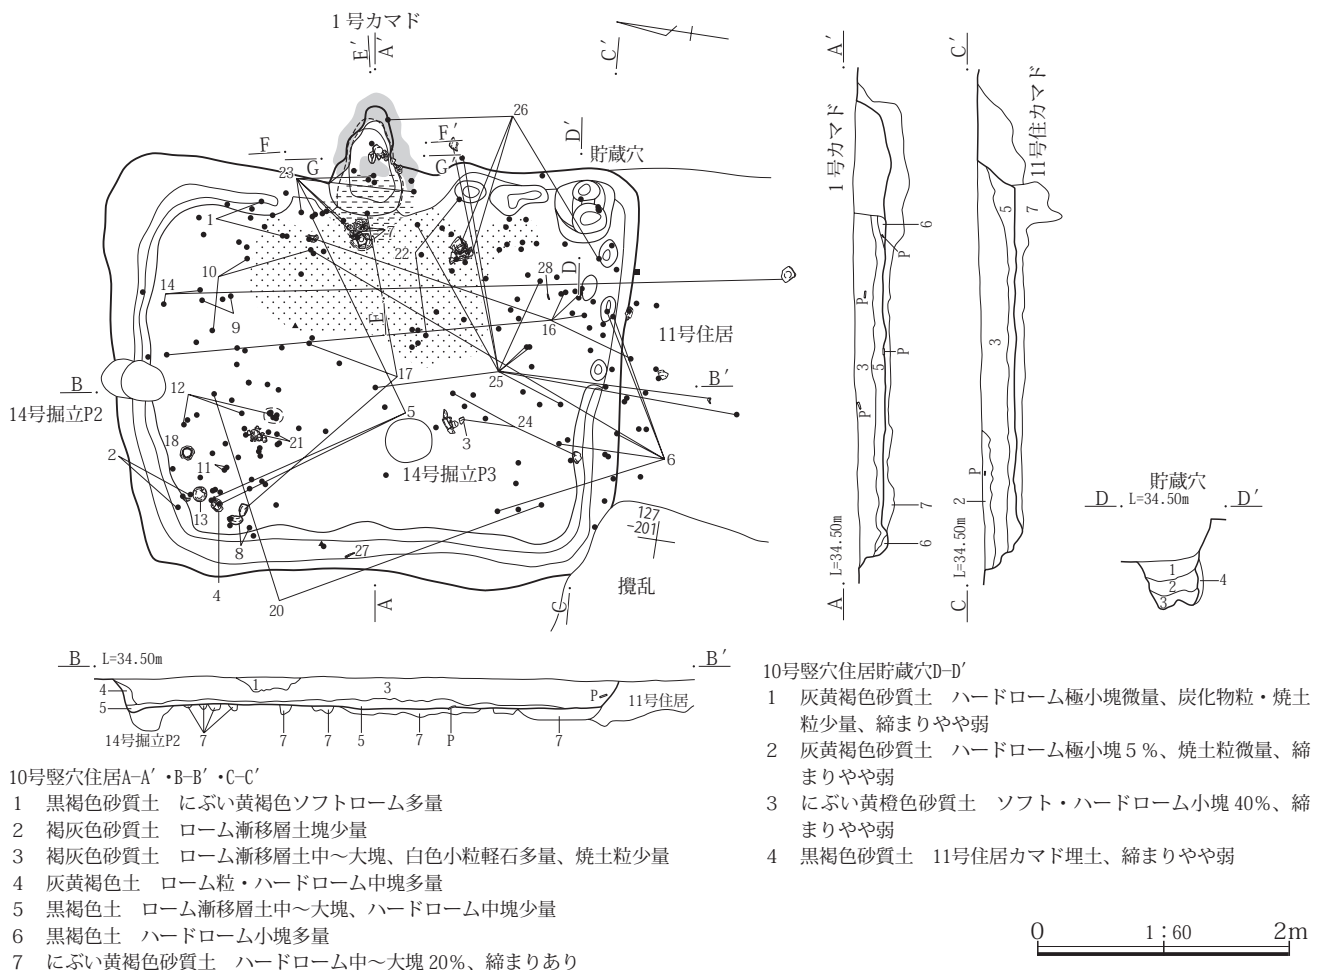 1号カマド
E′
A′
C′
26
F
F′
D′
貯蔵穴
G
G′
23
1
7
22
10
28
D
14
9
E
16
11号住居
17
25
B
B′
14号掘立P2
12
5
24
18
21
3
2
11
14号掘立P3
6
13
8
27
127
-201
4
20
A
C
攪乱
A′
1号カマド
6
P
P
P
3
5
P
7
6
L=34.50m
A
C′
11号住カマド
5
7
3
P
2
L=34.50m
C
貯蔵穴
D
L=34.50m
D′
1
2
3
4
B
L=34.50m
B′
4
1
3
P
11号住居
5
14号掘立P2
7
7
7
5
7
P
7
10号竪穴住居A-A′・B-B′・C-C′
1 黒褐色砂質土 にぶい黄褐色ソフトローム多量
2 褐灰色砂質土 ローム漸移層土塊少量
3 褐灰色砂質土 ローム漸移層土中～大塊、白色小粒軽石多量、焼土粒少量
4 灰黄褐色土 ローム粒・ハードローム中塊多量
5 黒褐色土 ローム漸移層土中～大塊、ハードローム中塊少量
6 黒褐色土 ハードローム小塊多量
7 にぶい黄褐色砂質土 ハードローム中～大塊 20%、締まりあり
10号竪穴住居貯蔵穴D-D′
1 灰黄褐色砂質土 ハードローム極小塊微量、炭化物粒・焼土
粒少量、締まりやや弱
2 灰黄褐色砂質土 ハードローム極小塊５%、焼土粒微量、締
まりやや弱
3 にぶい黄橙色砂質土 ソフト・ハードローム小塊 40%、締
まりやや弱
4 黒褐色砂質土 11号住居カマド埋土、締まりやや弱
0 1：60 2m